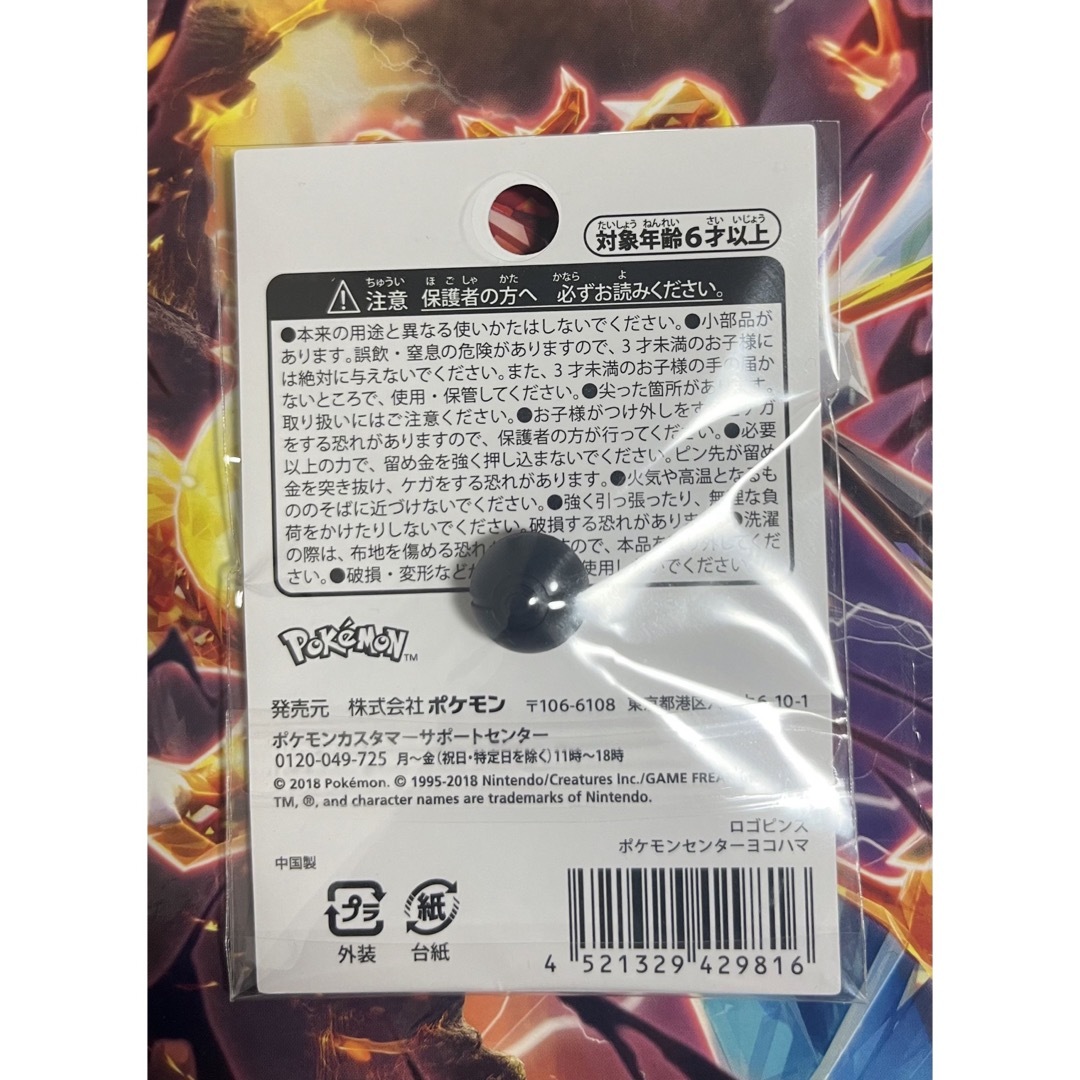 たいしょう ねんれい さい いじょう
対象年齢6才以上
ちゅうい ほごしゃ かた かなら よ
注意 保護者の方へ 必ずお読みください。
●本来の用途と異なる使いかたはしないでください。●小部品が
あります。誤飲・窒息の危険がありますので、3才未満のお子様に
は絶対に与えないでください。また、3才未満のお子様の手の届か
ないところで、使用・保管してください。●尖った箇所があります。
取り扱いにはご注意ください。●お子様がつけ外しをす
をする恐れがありますので、保護者の方が行ってください。●必要
以上の力で、留め金を強く押し込まないでください。ピン先が留め
金を突き抜け、ケガをする恐れがあります。●火気や高温となるも
ののそばに近づけないでください。●強く引っ張ったり、無理な負
荷をかけたりしないでください。破損する恐れがあります。●洗濯
の際は、布地を傷める恐れ ますので、本品を くだ
さい。●破損・変形など 使用し いでください。
POKéMON™
発売元 株式会社ポケモン 〒106-6108 東京都港区六 6-10-1
ポケモンカスタマーサポートセンター
0120-049-725 月〜金(祝日・特定日を除く)11時〜18時
© 2018 Pokémon. © 1995-2018 Nintendo/Creatures Inc./GAME FREA
TM, ®, and character names are trademarks of Nintendo.
ロゴピンズ
ポケモンセンターヨコハマ
中国製
プラ 紙
外装 台紙
4 521329 429816